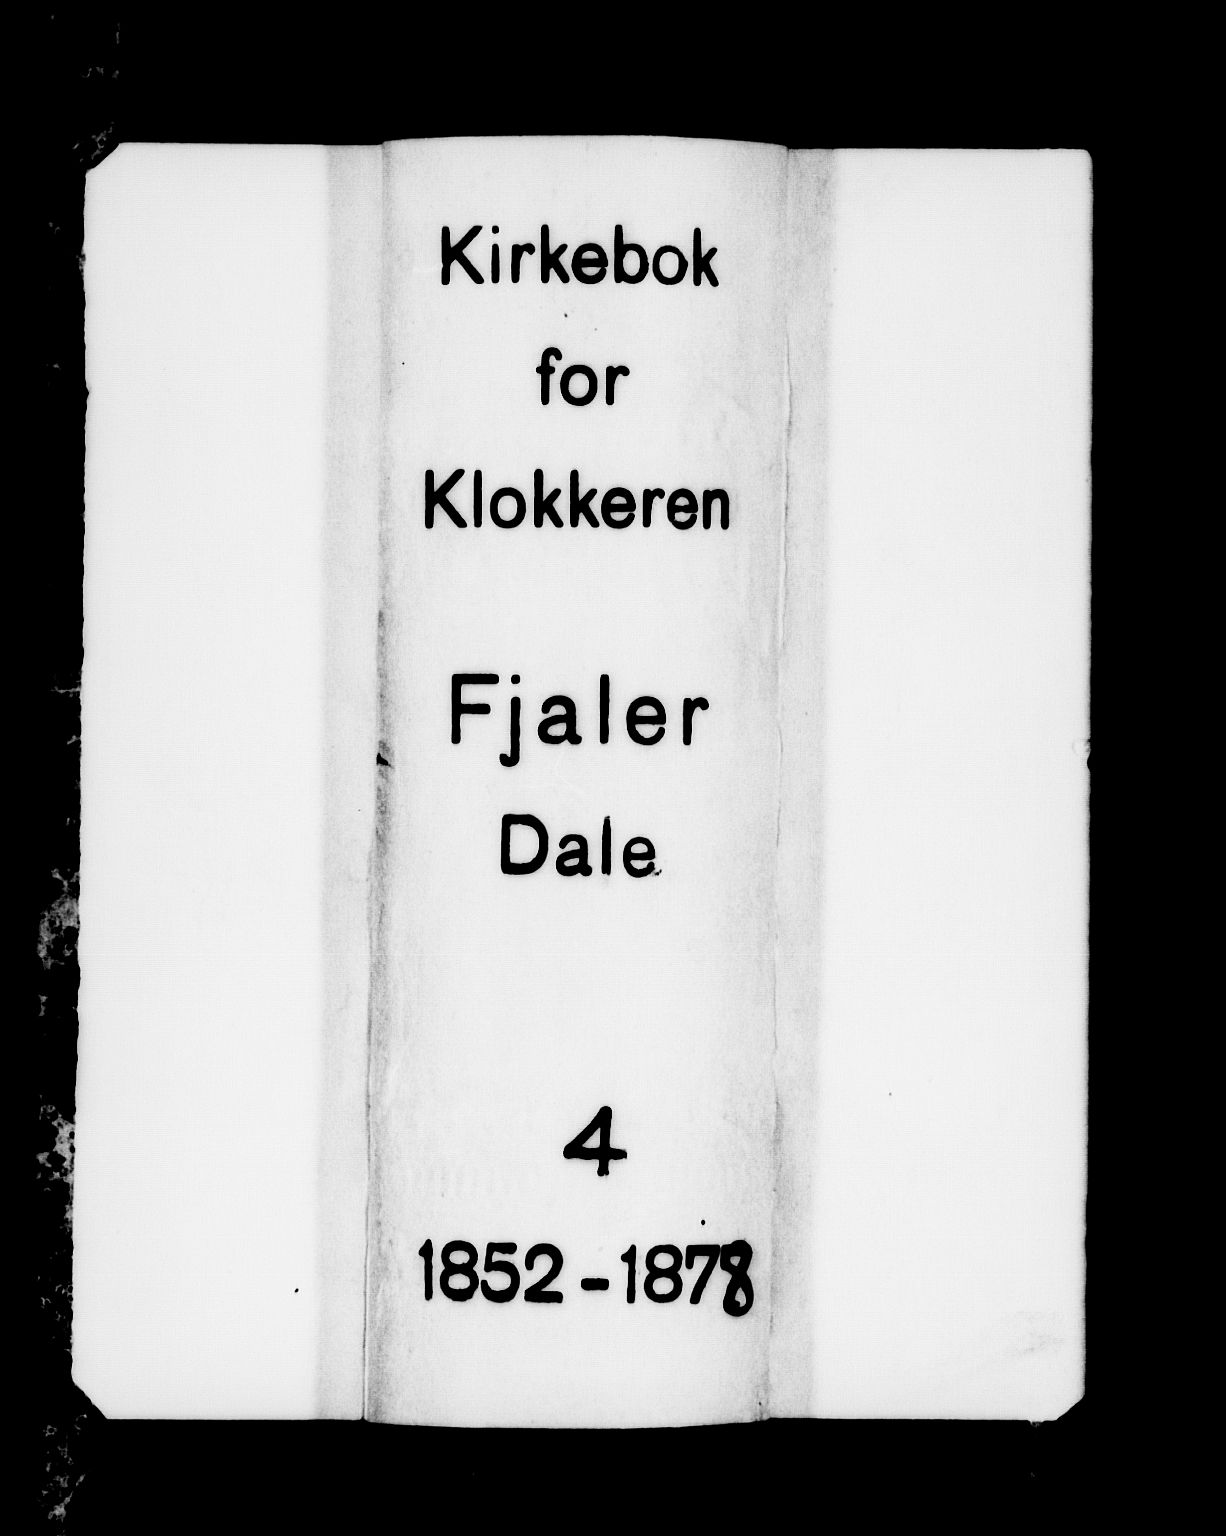 Kirkebok
for
Klokkeren
Fjaler
Dale
4
1852-1878